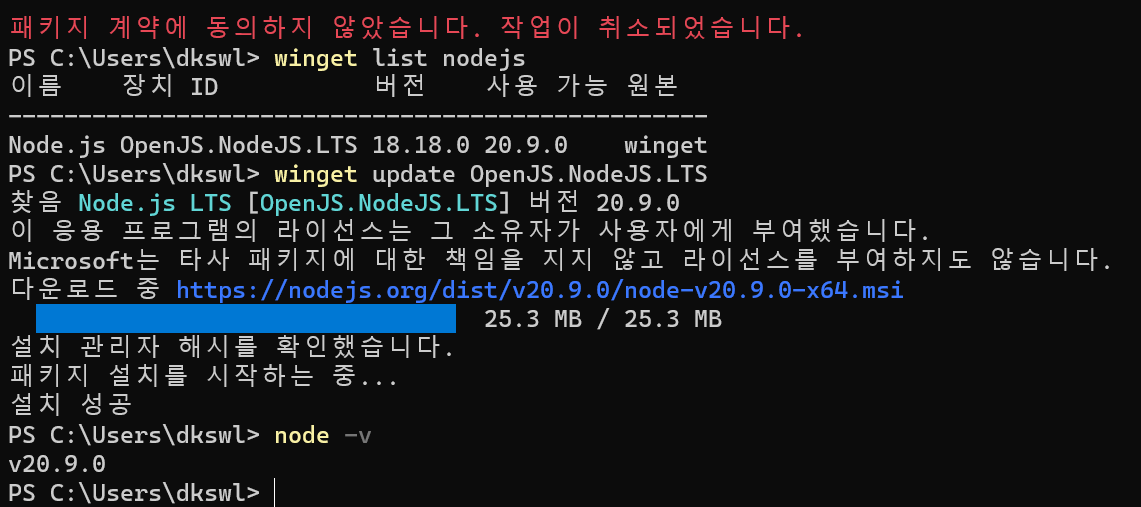 패키지 계약에 동의하지 않았습니다. 작업이 취소되었습니다.
PS C:\Users\dkswl> winget list nodejs
이름 장치 ID 버전 사용 가능 원본
--------------------------------------------------
Node.js OpenJS.NodeJS.LTS 18.18.0 20.9.0 winget
PS C:\Users\dkswl> winget update OpenJS.NodeJS.LTS
찾음 Node.js LTS [OpenJS.NodeJS.LTS] 버전 20.9.0
이 응용 프로그램의 라이선스는 그 소유자가 사용자에게 부여했습니다.
Microsoft는 타사 패키지에 대한 책임을 지지 않고 라이선스를 부여하지도 않습니다.
다운로드 중 https://nodejs.org/dist/v20.9.0/node-v20.9.0-x64.msi
25.3 MB / 25.3 MB
설치 관리자 해시를 확인했습니다.
패키지 설치를 시작하는 중...
설치 성공
PS C:\Users\dkswl> node -v
v20.9.0
PS C:\Users\dkswl>